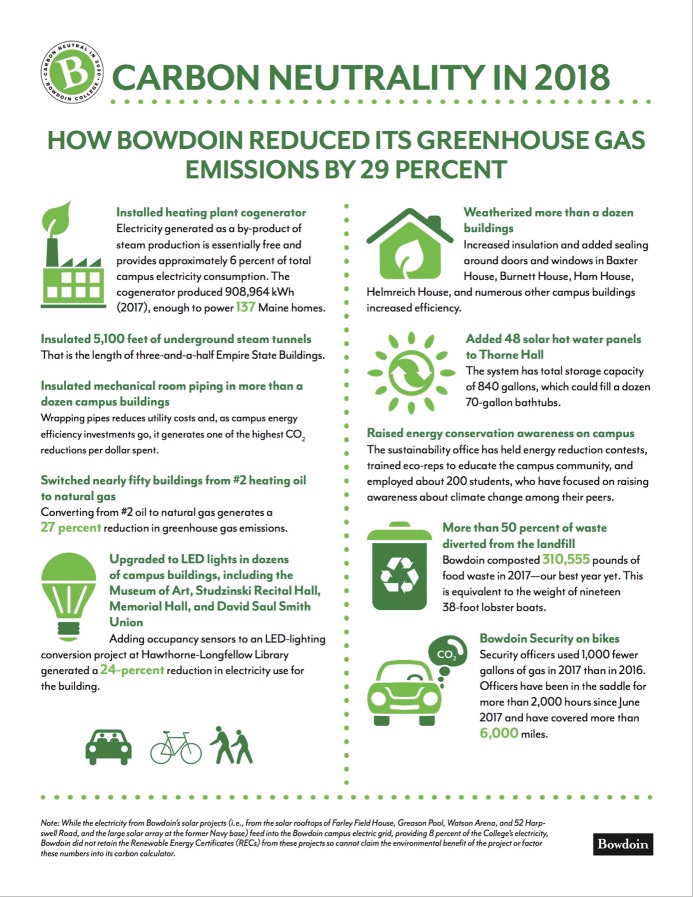 CARBON NEUTRAL IN 2020
BOWDOIN COLLEGE
B
CARBON NEUTRALITY IN 2018
HOW BOWDOIN REDUCED ITS GREENHOUSE GAS
EMISSIONS BY 29 PERCENT
Installed heating plant cogenerator
Electricity generated as a by-product of
steam production is essentially free and
provides approximately 6 percent of total
campus electricity consumption. The
cogenerator produced 908,964 kWh
(2017), enough to power 137 Maine homes.
Insulated 5,100 feet of underground steam tunnels
That is the length of three-and-a-half Empire State Buildings.
Insulated mechanical room piping in more than a
dozen campus buildings
Wrapping pipes reduces utility costs and, as campus energy
efficiency investments go, it generates one of the highest CO2
reductions per dollar spent.
Switched nearly fifty buildings from #2 heating oil
to natural gas
Converting from #2 oil to natural gas generates a
27 percent reduction in greenhouse gas emissions.
Upgraded to LED lights in dozens
of campus buildings, including the
Museum of Art, Studzinski Recital Hall,
Memorial Hall, and David Saul Smith
Union
Adding occupancy sensors to an LED-lighting
conversion project at Hawthorne-Longfellow Library
generated a 24-percent reduction in electricity use for
the building.
Weatherized more than a dozen
buildings
Increased insulation and added sealing
around doors and windows in Baxter
House, Burnett House, Ham House,
Helmreich House, and numerous other campus buildings
increased efficiency.
Added 48 solar hot water panels
to Thorne Hall
The system has total storage capacity
of 840 gallons, which could fill a dozen
70-gallon bathtubs.
Raised energy conservation awareness on campus
The sustainability office has held energy reduction contests,
trained eco-reps to educate the campus community, and
employed about 200 students, who have focused on raising
awareness about climate change among their peers.
More than 50 percent of waste
diverted from the landfill
Bowdoin composted 310,555 pounds of
food waste in 2017—our best year yet. This
is equivalent to the weight of nineteen
38-foot lobster boats.
CO2
Bowdoin Security on bikes
Security officers used 1,000 fewer
gallons of gas in 2017 than in 2016.
Officers have been in the saddle for
more than 2,000 hours since June
2017 and have covered more than
6,000 miles.
Note: While the electricity from Bowdoin's solar projects (i.e., from the solar rooftops of Farley Field House, Greason Pool, Watson Arena, and 52 Harp-
swell Road, and the large solar array at the former Navy base) feed into the Bowdoin campus electric grid, providing 8 percent of the College's electricity,
Bowdoin did not retain the Renewable Energy Certificates (RECs) from these projects so cannot claim the environmental benefit of the project or factor
these numbers into its carbon calculator.
Bowdoin